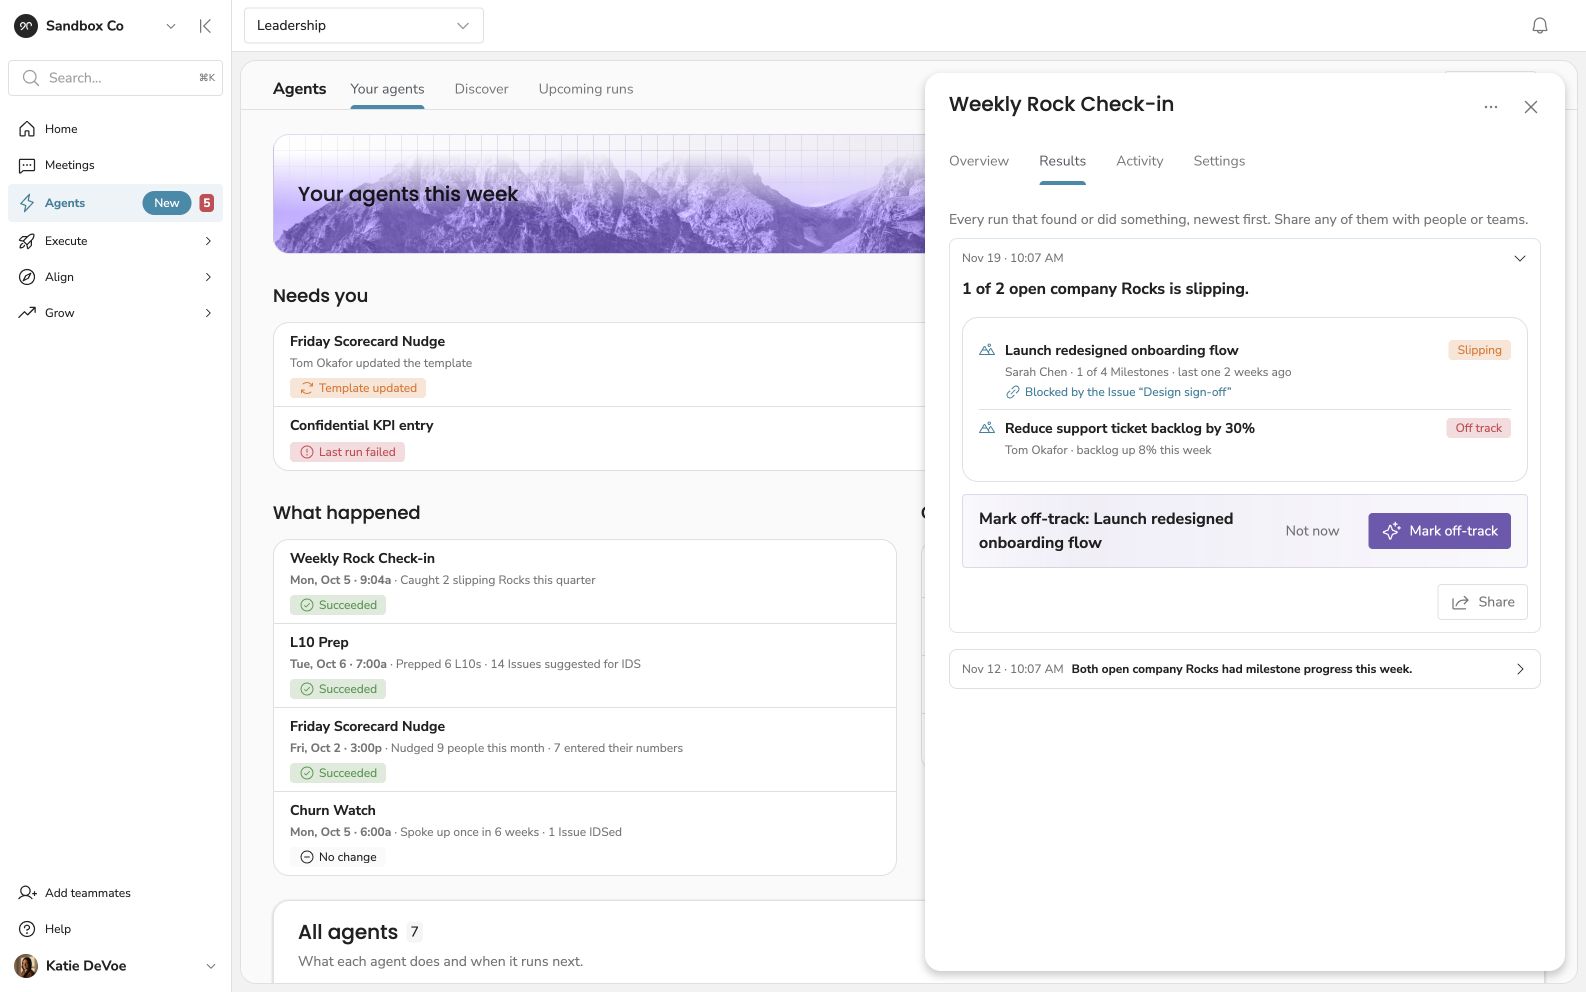 Sandbox Co
Search...
⌘K
Home
Meetings
Agents
New
5
Execute
Align
Grow
Add teammates
Help
Katie DeVoe
Leadership
Agents
Your agents
Discover
Upcoming runs
Your agents this week
Needs you
Friday Scorecard Nudge
Tom Okafor updated the template
Template updated
Confidential KPI entry
Last run failed
What happened
Weekly Rock Check-in
Mon, Oct 5 · 9:04a · Caught 2 slipping Rocks this quarter
Succeeded
L10 Prep
Tue, Oct 6 · 7:00a · Prepped 6 L10s · 14 Issues suggested for IDS
Succeeded
Friday Scorecard Nudge
Fri, Oct 2 · 3:00p · Nudged 9 people this month · 7 entered their numbers
Succeeded
Churn Watch
Mon, Oct 5 · 6:00a · Spoke up once in 6 weeks · 1 Issue IDSed
No change
All agents 7
What each agent does and when it runs next.
Weekly Rock Check-in
Overview
Results
Activity
Settings
Every run that found or did something, newest first. Share any of them with people or teams.
Nov 19 · 10:07 AM
1 of 2 open company Rocks is slipping.
Launch redesigned onboarding flow
Slipping
Sarah Chen · 1 of 4 Milestones · last one 2 weeks ago
Blocked by the Issue “Design sign-off”
Reduce support ticket backlog by 30%
Off track
Tom Okafor · backlog up 8% this week
Mark off-track: Launch redesigned
onboarding flow
Not now
Mark off-track
Share
Nov 12 · 10:07 AM Both open company Rocks had milestone progress this week.